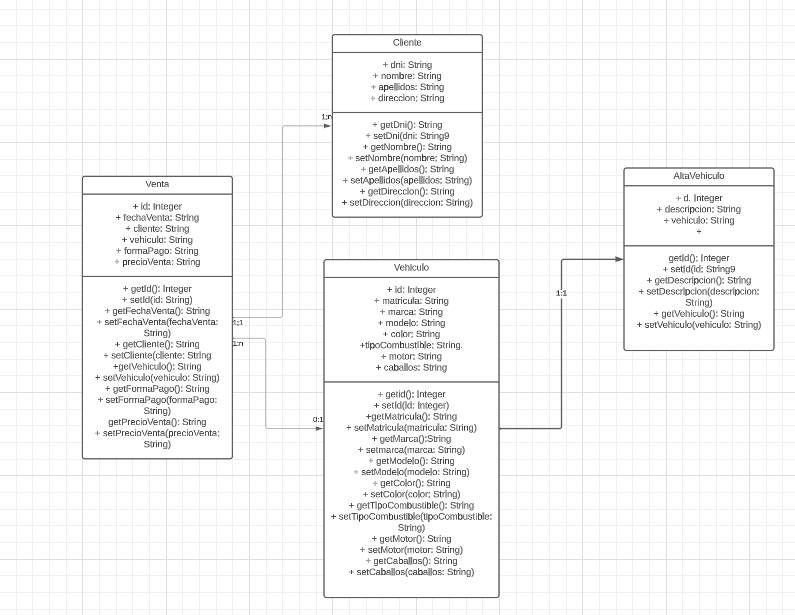 Cliente
+ dni: String
+ nombre: String
+ apellidos: String
+ direccion: String
+ getDni(): String
+ setDni(dni: String9
+ getNombre(): String
+ setNombre(nombre: String)
+ getApellidos(): String
+ setApellidos(apellidos: String)
+ getDireccion(): String
+ setDireccion(direccion: String)
1:n
Venta
+ id: Integer
+ fechaVenta: String
+ cliente: String
+ vehiculo: String
+ formaPago: String
+ precioVenta: String
+ getId(): Integer
+ setId(id: String)
+ getFechaVenta(): String
+ setFechaVenta(fechaVenta:
String)
+ getCliente(): String
+ setCliente(cliente: String
+getVehiculo(): String
+ setVehiculo(vehiculo: String)
+ getFormaPago(): String
+ setFormaPago(formaPago:
String)
getPrecioVenta(): String
+ setPrecioVenta(precioVenta:
String)
1:1
1:n
0:1
Vehiculo
+ id: Integer
+ matricula: String
+ marca: String
+ modelo: String
+ color: String
+tipoCombustible: String.
+ motor: String
+ caballos: String
+ getid(): Integer
+ setId(id: Integer)
+getMatricula(): String
+ setMatricula(matricula: String)
+ getMarca():String
+ setmarca(marca: String)
+ getModelo(): String
+ setModelo(modelo: String)
+ getColor(): String
+ setColor(color: String)
+ getTipoCombustible(): String
+ setTipoCombustible(tipoCombustible:
String)
+ getMotor(): String
+ setMotor(motor: String)
+ getCaballos(): String
+ setCaballos(caballos: String)
1:1
AltaVehiculo
+ d. Integer
+ descripcion: String
+ vehiculo: String
+
getId(): Integer
+ setId(id: String9
+ getDescripcion(): String
+ setDescripcion(descripcion:
String)
+ getVehiculo(): String
+ setVehiculo(vehiculo: String)